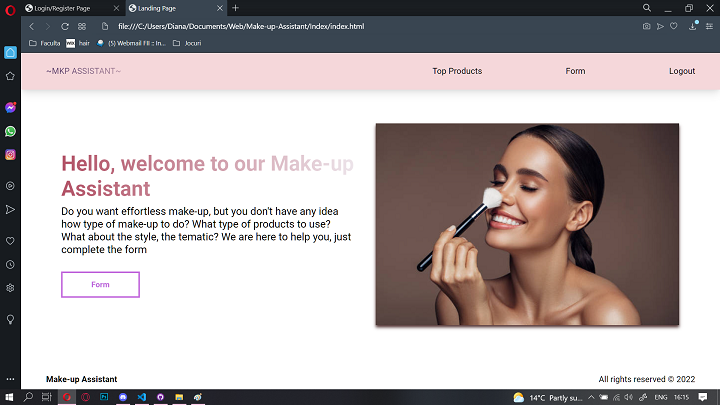 Login/Register Page
Landing Page
file:///C:/Users/Diana/Documents/Web/Make-up-Assistant/Index/index.html
Faculta
hair
(5) Webmail FII :: In...
Jocuri
~MKP ASSISTANT~
Top Products
Form
Logout
Hello, welcome to our Make-up
Assistant
Do you want effortless make-up, but you don't have any idea
how type of make-up to do? What type of products to use?
What about the style, the tematic? We are here to help you, just
complete the form
Form
Make-up Assistant
All rights reserved © 2022
14°C Partly su...
ENG
16:15